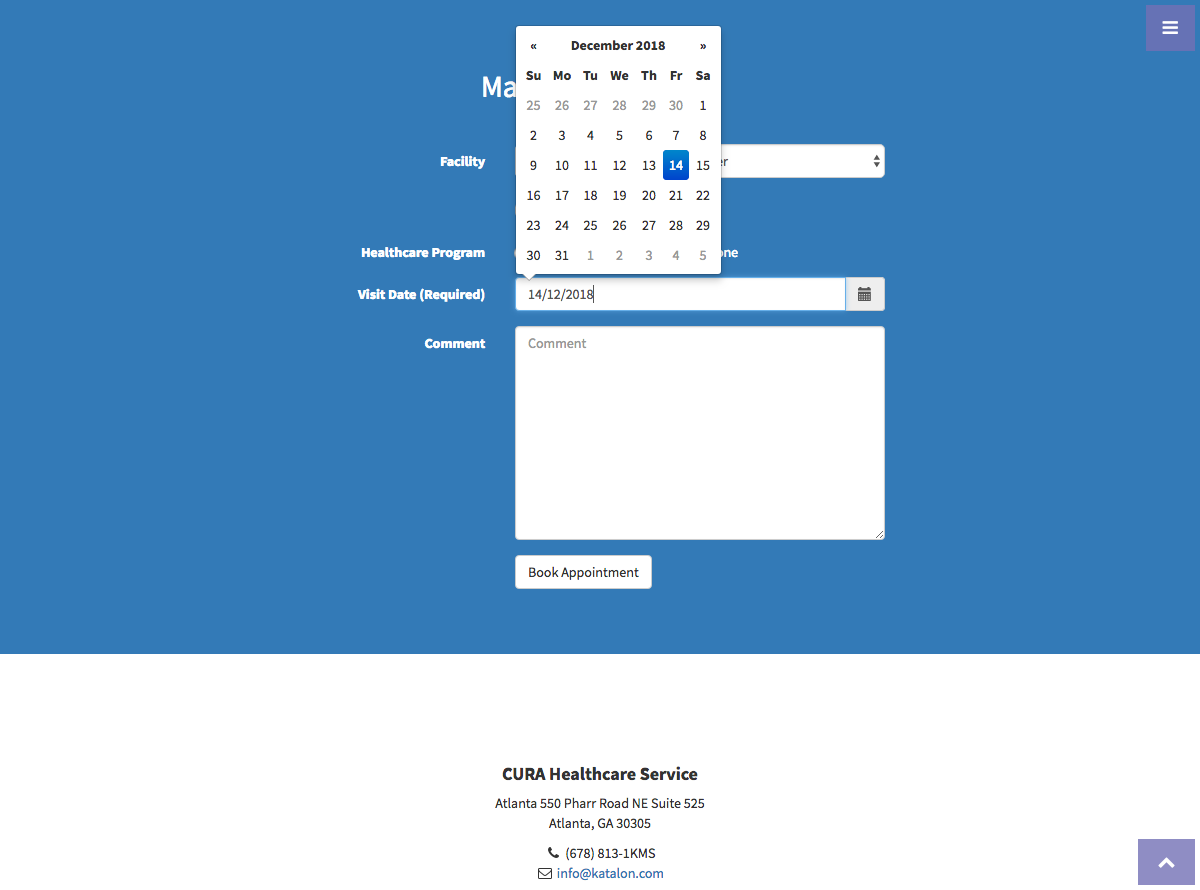 « December 2018 »
Su Mo Tu We Th Fr Sa
25 26 27 28 29 30 1
2 3 4 5 6 7 8
9 10 11 12 13 14 15
16 17 18 19 20 21 22
23 24 25 26 27 28 29
30 31 1 2 3 4 5
Facility
Healthcare Program
Visit Date (Required) 14/12/2018
Comment Comment
Book Appointment
CURA Healthcare Service
Atlanta 550 Pharr Road NE Suite 525
Atlanta, GA 30305
(678) 813-1KMS
info@katalon.com